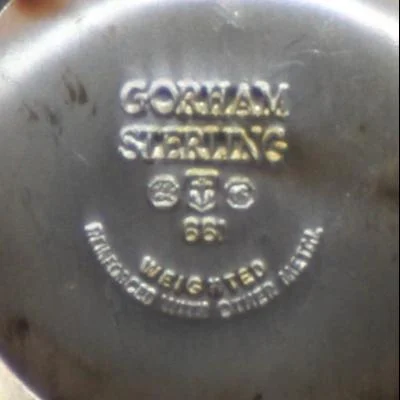 GORHAM
STERLING
661
WEIGHTED
REINFORCED WITH OTHER METAL